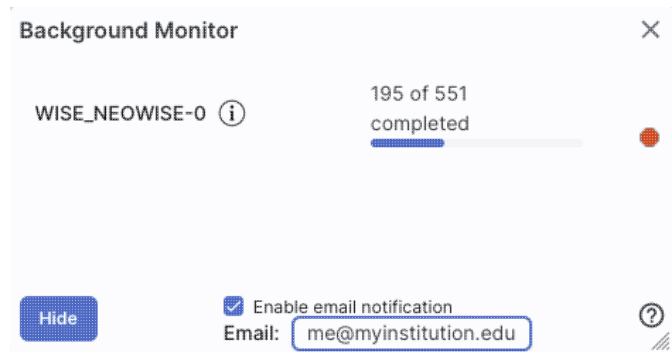 Background Monitor
WISE_NEOWISE-0
195 of 551
completed
Enable email notification
Hide
Email: me@myinstitution.edu